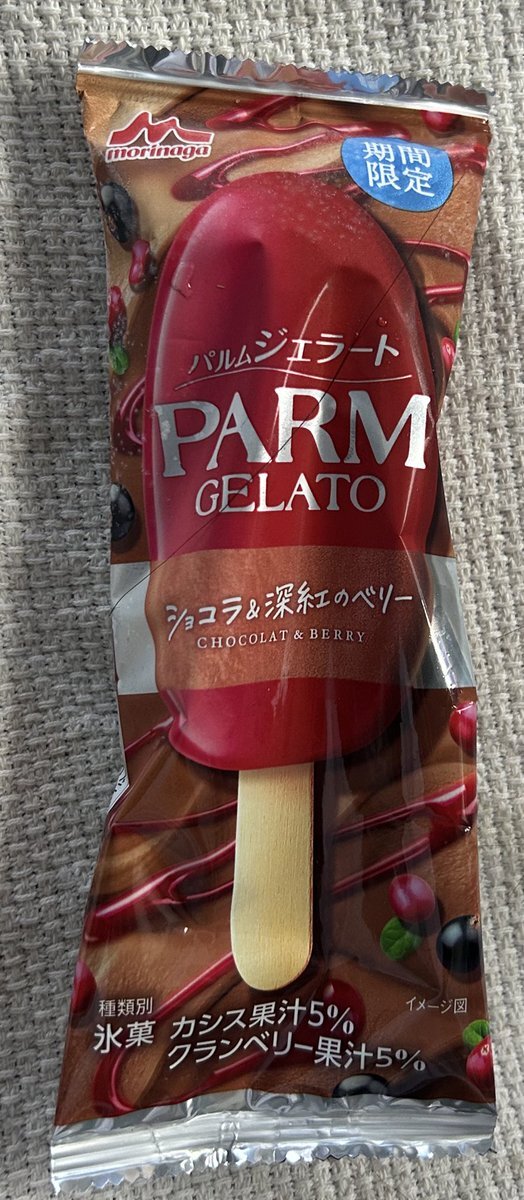 morinaga
期間
限定
パルムジェラート
PARM
GELATO
ショコラ&深紅のベリー
CHOCOLAT & BERRY
種類別
氷菓
カシス果汁5%
クランベリー果汁5%
イメージ図